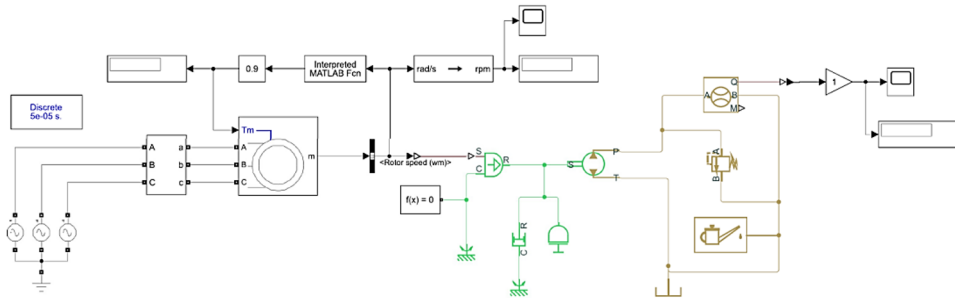 0.9
Interpreted
MATLAB Fcn
rad/s
rpm
Discrete
5e-05 s.
Tm
A
B
C
a
b
c
A
B
C
m
<Rotor speed (wm)>
S
C
R
f(x) = 0
R
C
S
P
T
A
Q
B
M
A
B
1